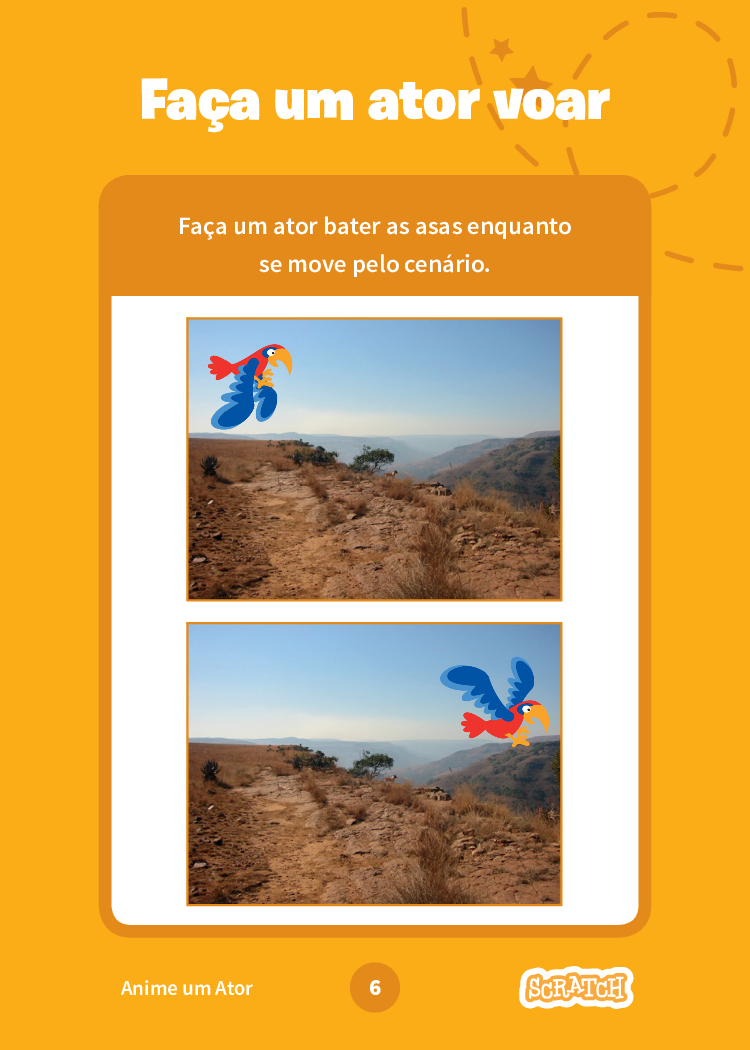 Faça um ator voar
Faça um ator bater as asas enquanto
se move pelo cenário.
Anime um Ator
6
SCRATCH